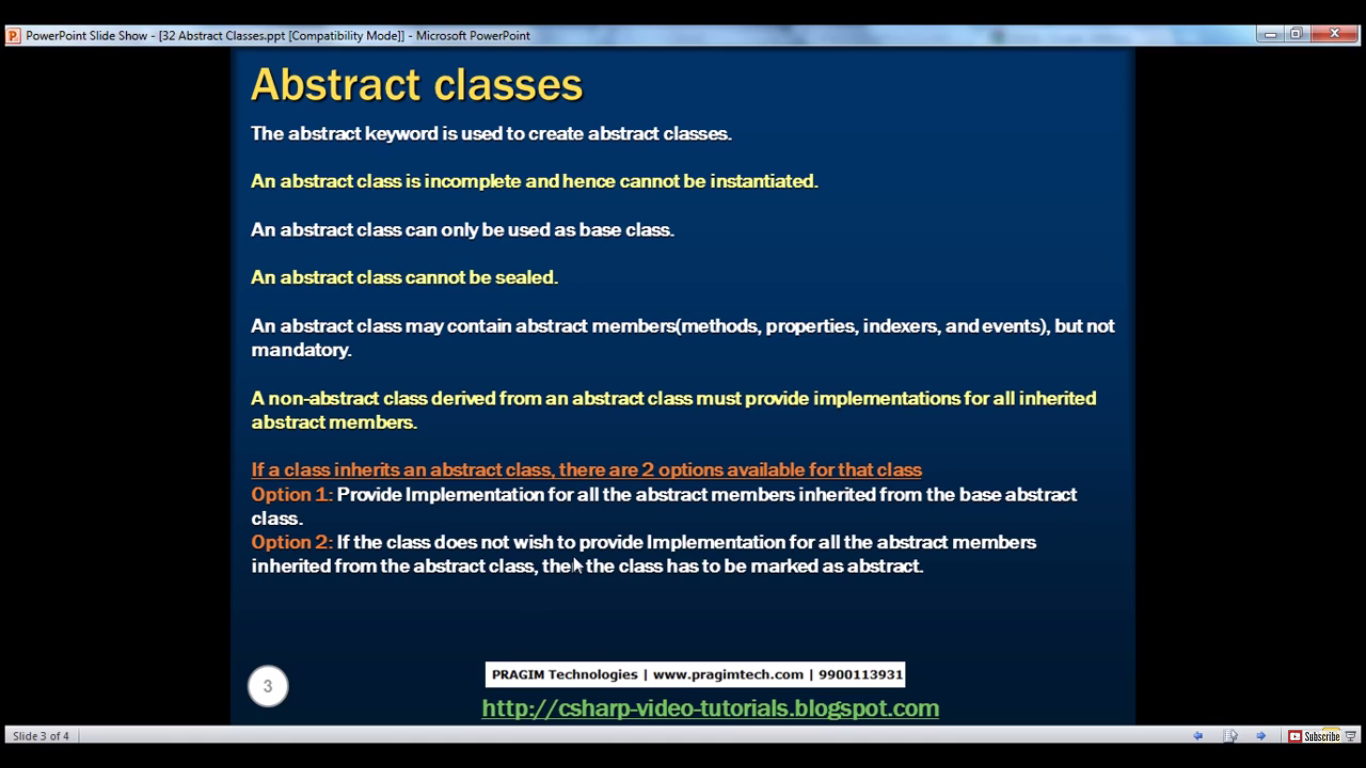 PowerPoint Slide Show - [32 Abstract Classes.ppt [Compatibility Mode]] - Microsoft PowerPoint
Abstract classes
The abstract keyword is used to create abstract classes.
An abstract class is incomplete and hence cannot be instantiated.
An abstract class can only be used as base class.
An abstract class cannot be sealed.
An abstract class may contain abstract members(methods, properties, indexers, and events), but not
mandatory.
A non-abstract class derived from an abstract class must provide implementations for all inherited
abstract members.
If a class inherits an abstract class, there are 2 options available for that class
Option 1: Provide Implementation for all the abstract members inherited from the base abstract
class.
Option 2: If the class does not wish to provide Implementation for all the abstract members
inherited from the abstract class, then the class has to be marked as abstract.
3
PRAGIM Technologies | www.pragimtech.com | 9900113931
http://csharp-video-tutorials.blogspot.com
Slide 3 of 4
Subscribe